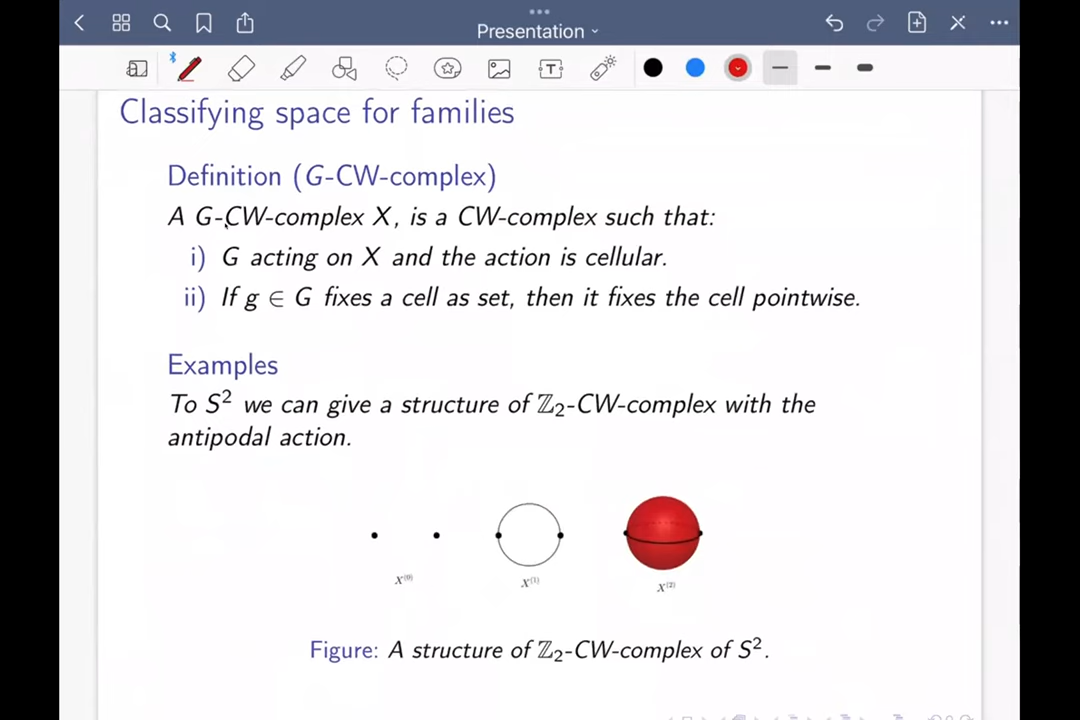 Presentation
Classifying space for families
Definition (G-CW-complex)
A G-CW-complex X, is a CW-complex such that:
i) G acting on X and the action is cellular.
ii) If g ∈ G fixes a cell as set, then it fixes the cell pointwise.
Examples
To S² we can give a structure of ℤ₂-CW-complex with the
antipodal action.
X⁽⁰⁾ X⁽¹⁾ X⁽²⁾
Figure: A structure of ℤ₂-CW-complex of S².